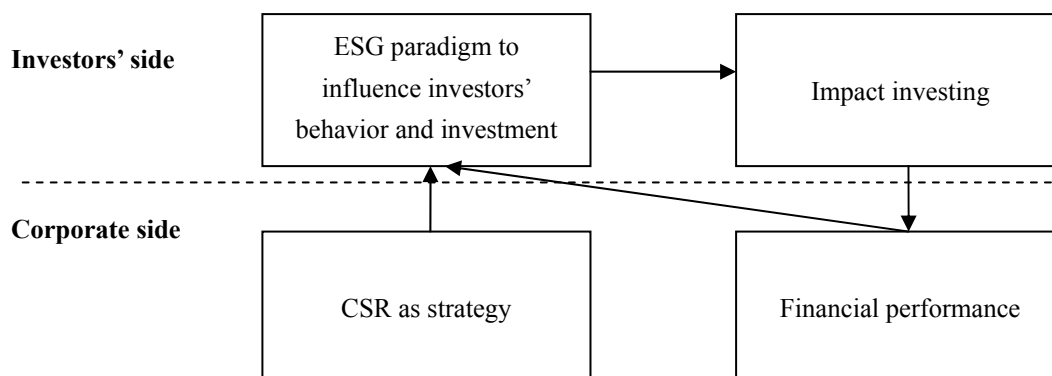 Investors’ side
ESG paradigm to
influence investors’
behavior and investment
Impact investing
Corporate side
CSR as strategy
Financial performance